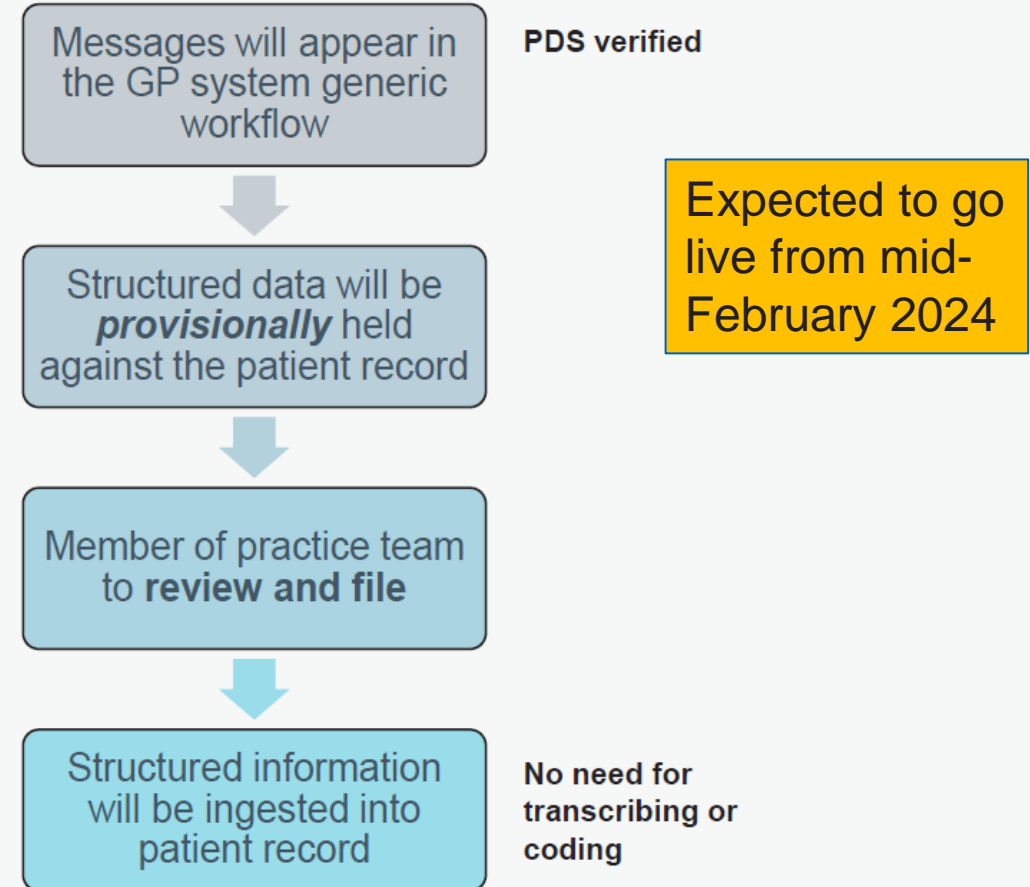 Messages will appear in
the GP system generic
workflow
PDS verified
Expected to go
live from mid-
February 2024
Structured data will be
provisionally held
against the patient record
Member of practice team
to review and file
Structured information
will be ingested into
patient record
No need for
transcribing or
coding